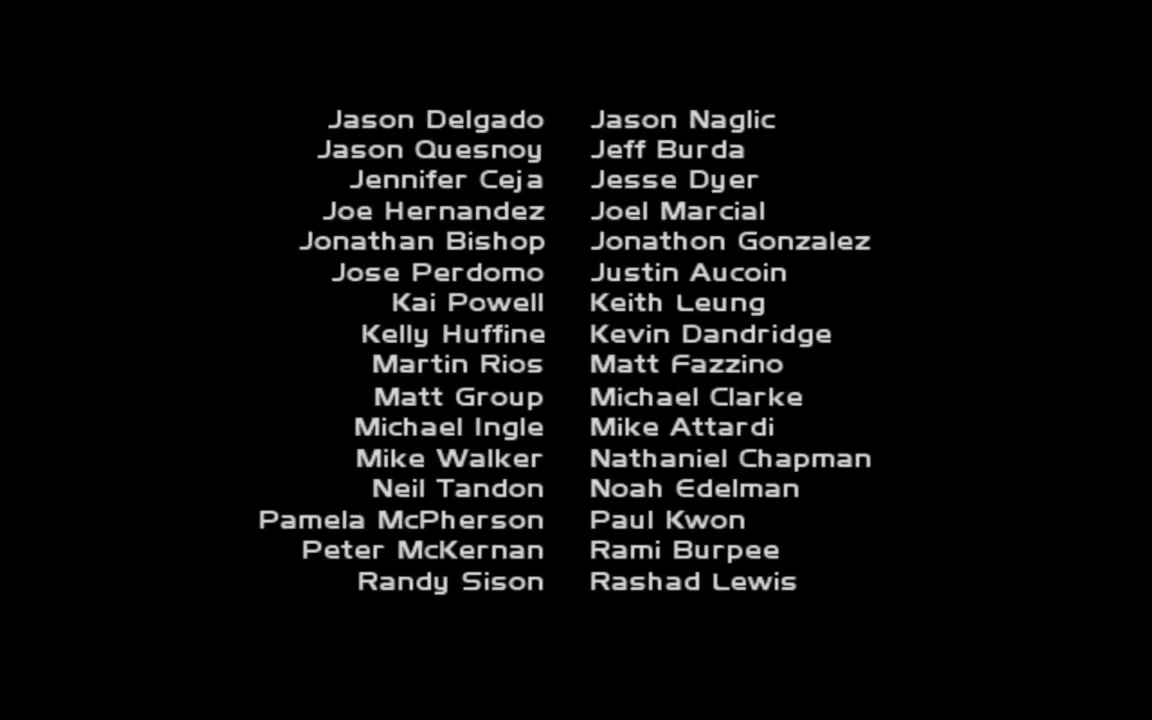 Jason Delgado Jason Naglic
Jason Quesnoy Jeff Burda
Jennifer Ceja Jesse Dyer
Joe Hernandez Joel Marcial
Jonathan Bishop Jonathon Gonzalez
Jose Perdomo Justin Aucoin
Kai Powell Keith Leung
Kelly Huffine Kevin Dandridge
Martin Rios Matt Fazzino
Matt Group Michael Clarke
Michael Ingle Mike Attardi
Mike Walker Nathaniel Chapman
Neil Tandon Noah Edelman
Pamela McPherson Paul Kwon
Peter McKernan Rami Burpee
Randy Sison Rashad Lewis